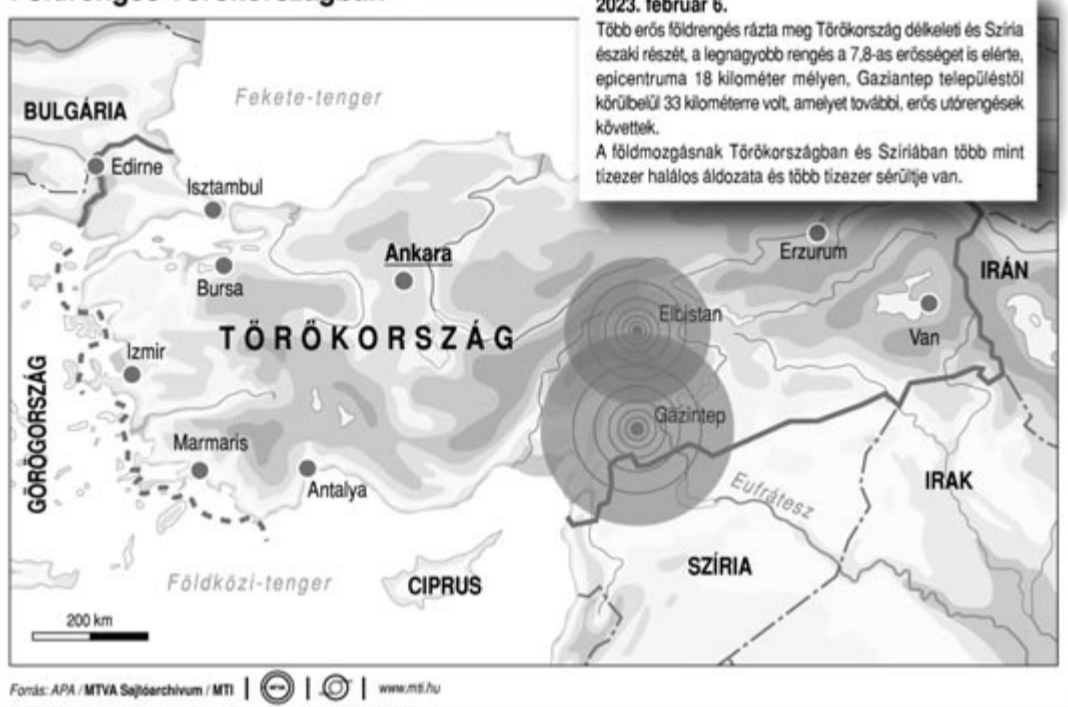 Földrengés Törökországban
2023. február 6.
Több erős földrengés rázta meg Törökország délkeleti és Szíria
északi részét, a legnagyobb rengés a 7,8-as erősséget is elérte,
epicentruma 18 kilométer mélyen, Gaziantep településtől
körülbelül 33 kilométerre volt, amelyet további, erős utórengések
követtek.
A földmozgásnak Törökországban és Szíriában több mint
tízezer halálos áldozata és több tízezer sérültje van.
BULGÁRIA
Fekete-tenger
Edirne
Isztambul
Ankara
Erzurum
IRÁN
Bursa
Elbistan
Van
TÖRÖKORSZÁG
Izmir
GÖRÖGORSZÁG
Gazintep
Marmaris
Antalya
Eufrátesz
IRAK
SZÍRIA
Földközi-tenger
CIPRUS
200 km
Forrás: APA / MTVA Sajtóarchívum / MTI | MTVA | | www.mti.hu